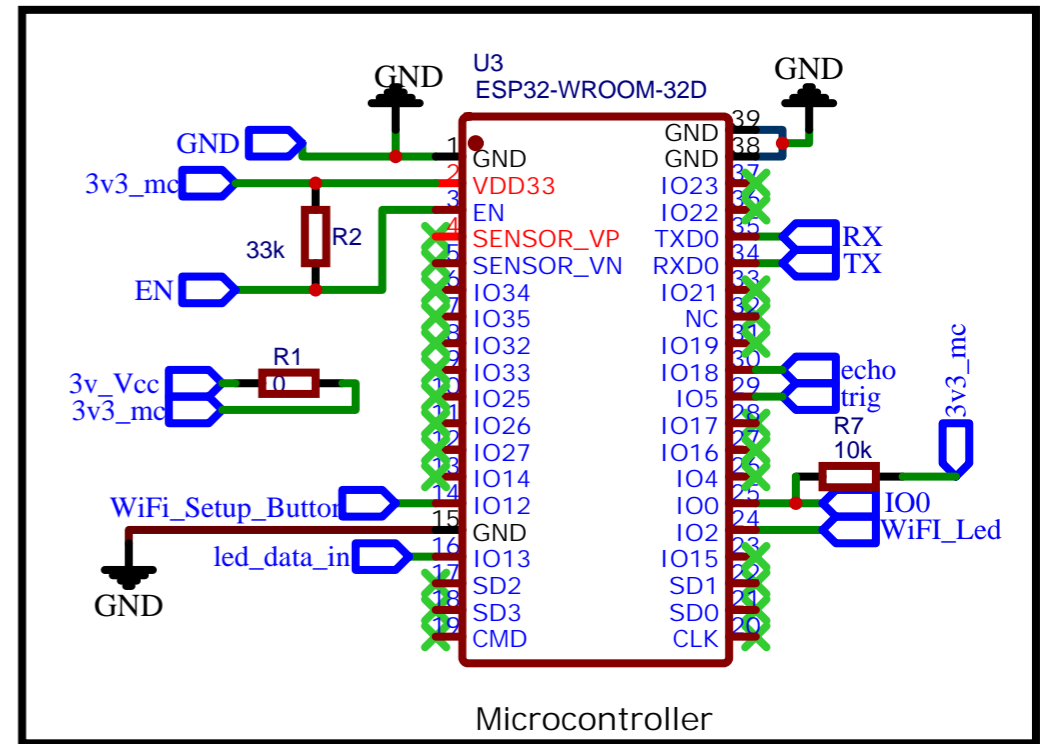 U3
ESP32-WROOM-32D
GND
GND
GND
3v3_mc
33k
R2
EN
R1
0
3v_Vcc
3v3_mc
WiFi_Setup_Button
led_data_in
GND
1 GND
2 VDD33
3 EN
4 SENSOR_VP
5 SENSOR_VN
6 IO34
7 IO35
8 IO32
9 IO33
10 IO25
11 IO26
12 IO27
13 IO14
14 IO12
15 GND
16 IO13
17 SD2
18 SD3
19 CMD
GND 39
GND 38
IO23 37
IO22 36
TXD0 35
RXD0 34
IO21 33
NC 32
IO19 31
IO18 30
IO5 29
IO17 28
IO16 27
IO4 26
IO0 25
IO2 24
IO15 23
SD1 22
SD0 21
CLK 20
RX
TX
echo
trig
3v3_mc
R7
10k
IO0
WiFI_Led
Microcontroller